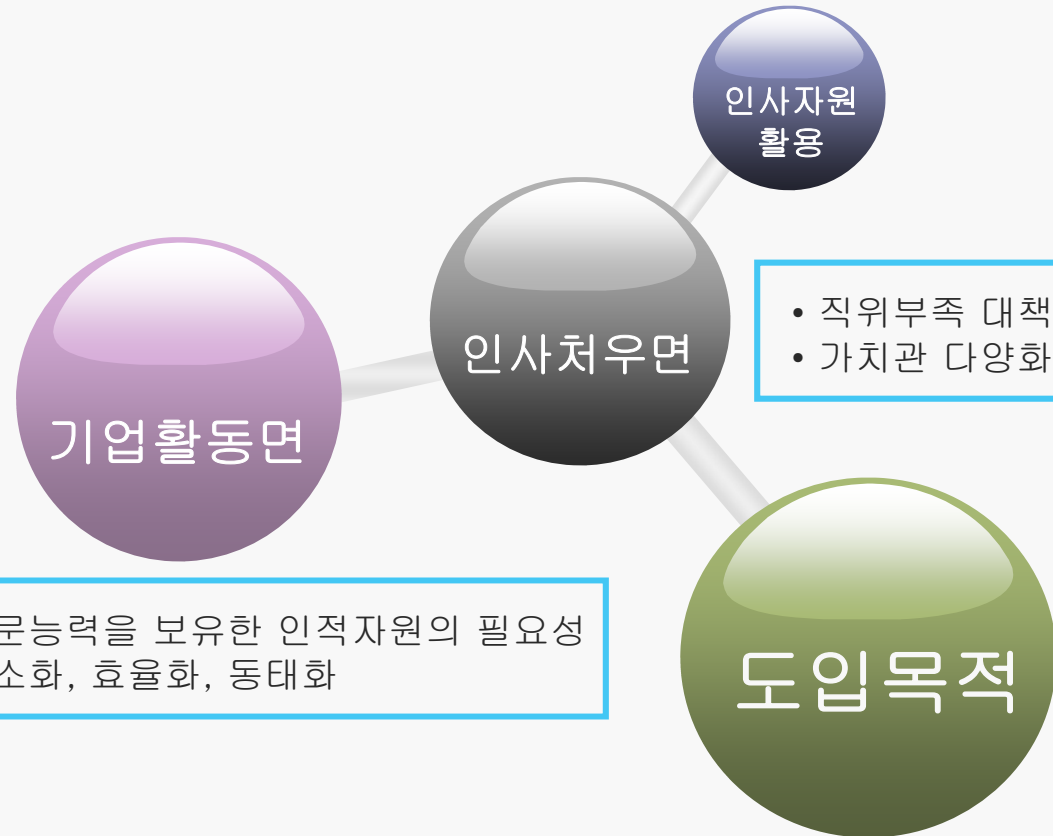 인사자원
활용
인사처우면
• 직위부족 대책
• 가치관 다양화
기업활동면
문능력을 보유한 인적자원의 필요성
소화, 효율화, 동태화
도입목적